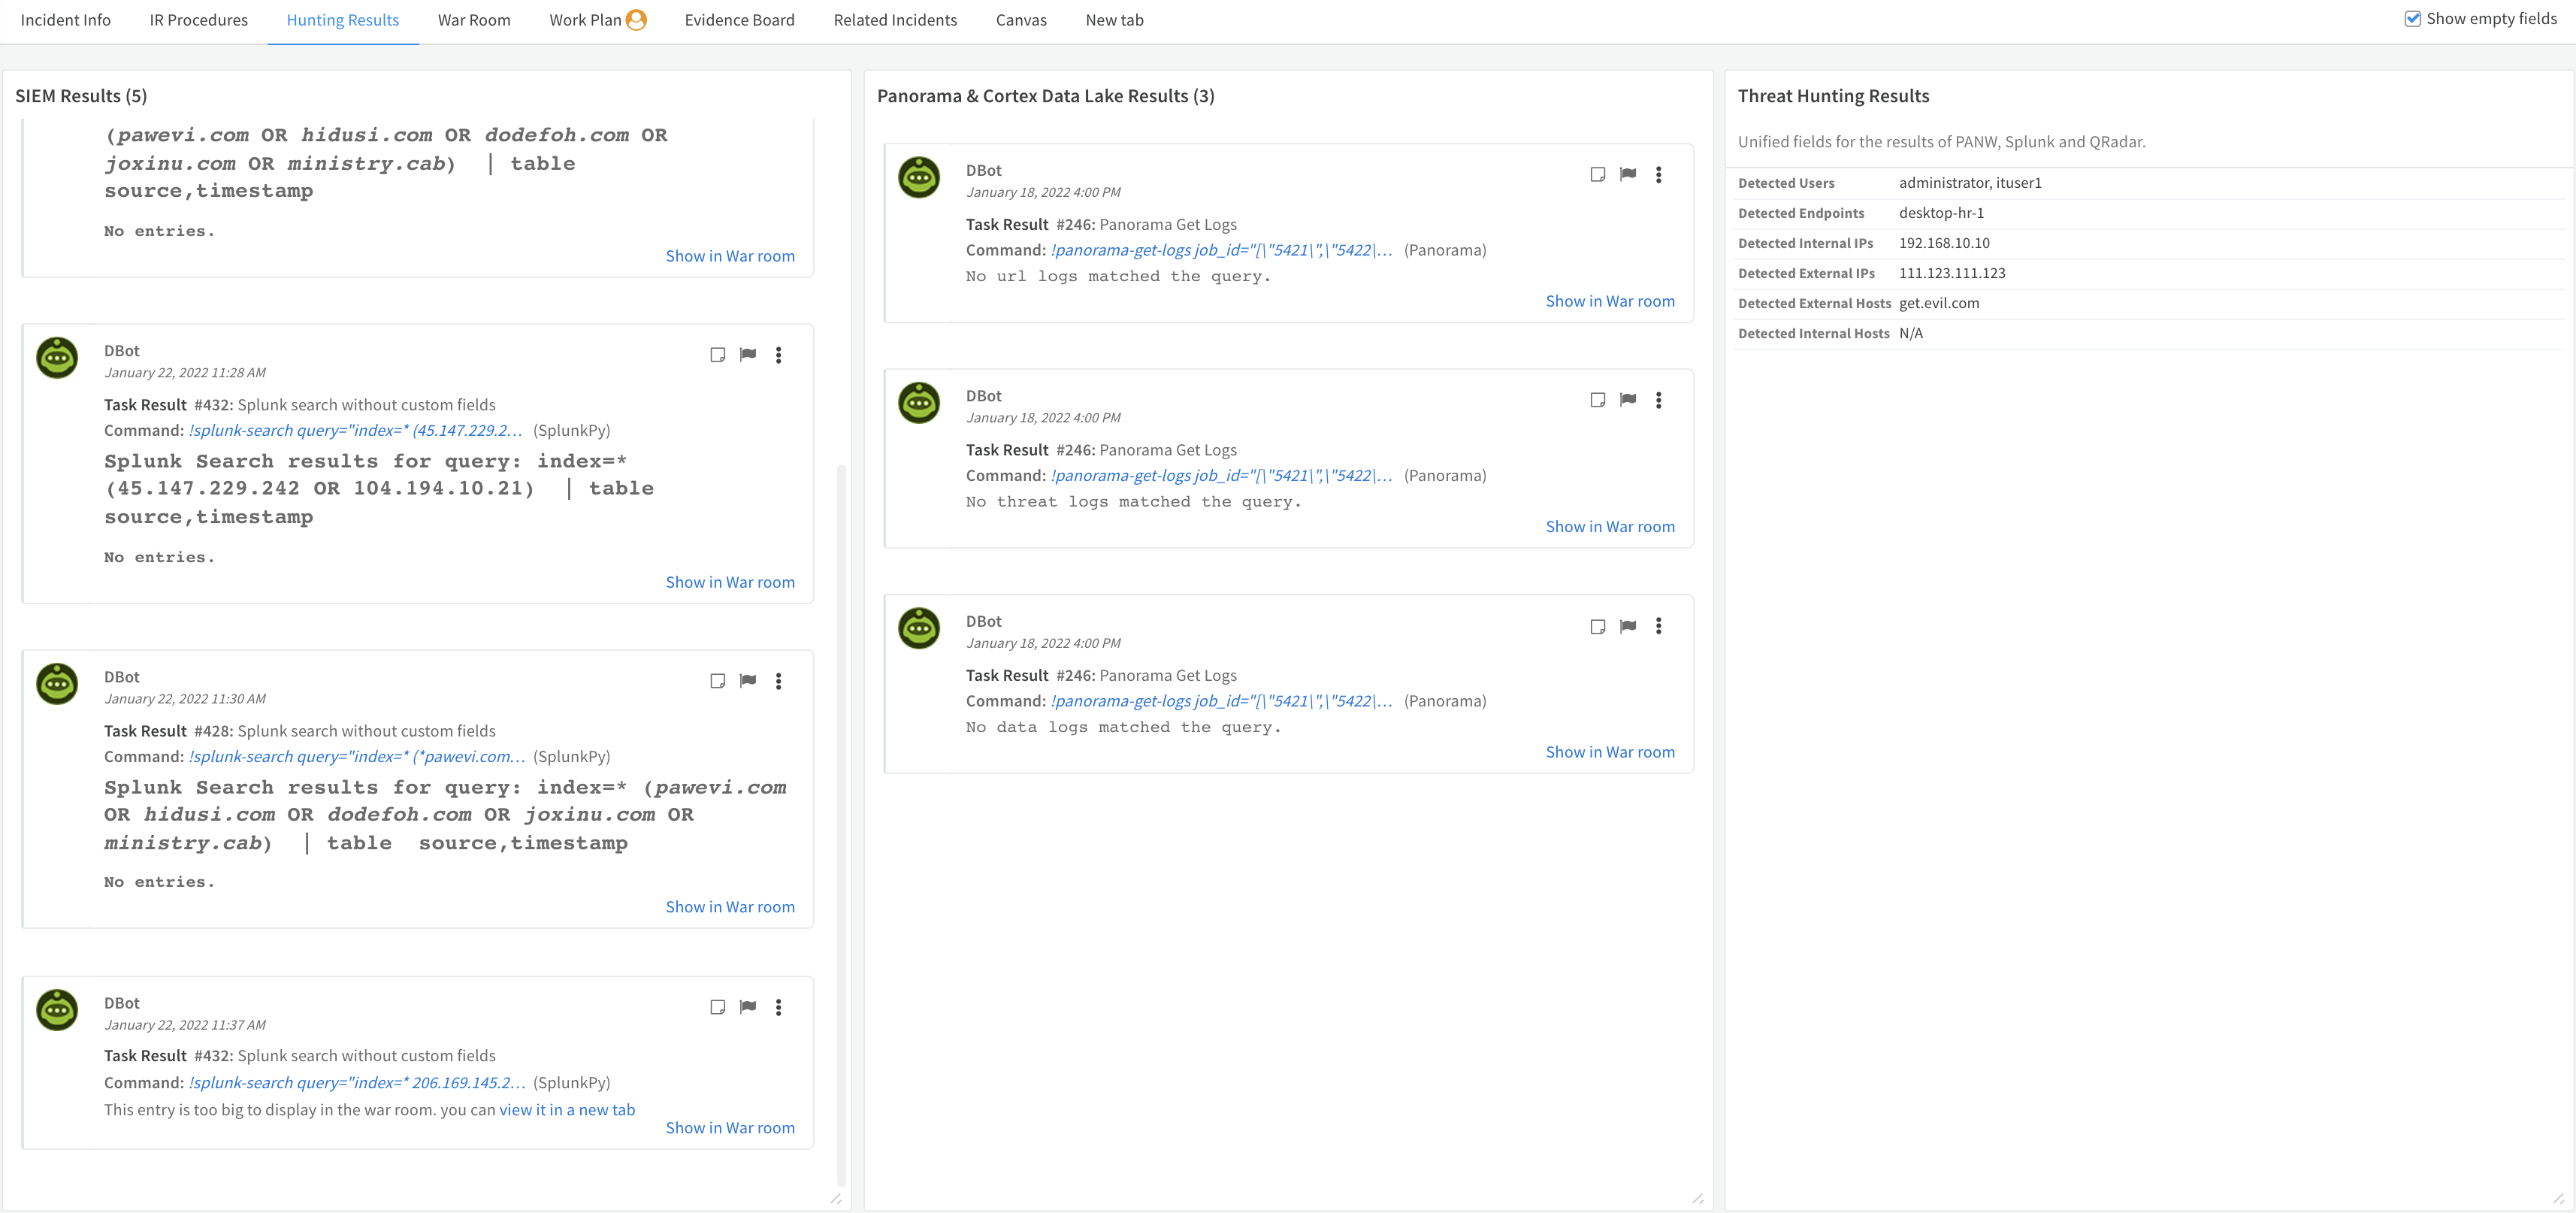 Incident Info IR Procedures Hunting Results War Room Work Plan Evidence Board Related Incidents Canvas New tab Show empty fields
SIEM Results (5)
(pawevi.com OR hidusi.com OR dodefoh.com OR
joxinu.com OR ministry.cab) | table
source,timestamp
No entries.
Show in War room
DBot
January 22, 2022 11:28 AM
Task Result #432: Splunk search without custom fields
Command: !splunk-search query="index=* (45.147.229.2... (SplunkPy)
Splunk Search results for query: index=*
(45.147.229.242 OR 104.194.10.21) | table
source,timestamp
No entries.
Show in War room
DBot
January 22, 2022 11:30 AM
Task Result #428: Splunk search without custom fields
Command: !splunk-search query="index=* (*pawevi.com... (SplunkPy)
Splunk Search results for query: index=* (pawevi.com
OR hidusi.com OR dodefoh.com OR joxinu.com OR
ministry.cab) | table source,timestamp
No entries.
Show in War room
DBot
January 22, 2022 11:37 AM
Task Result #432: Splunk search without custom fields
Command: !splunk-search query="index=* 206.169.145.2... (SplunkPy)
This entry is too big to display in the war room. you can view it in a new tab
Show in War room
Panorama & Cortex Data Lake Results (3)
DBot
January 18, 2022 4:00 PM
Task Result #246: Panorama Get Logs
Command: !panorama-get-logs job_id="[\"5421\",\"5422\... (Panorama)
No url logs matched the query.
Show in War room
DBot
January 18, 2022 4:00 PM
Task Result #246: Panorama Get Logs
Command: !panorama-get-logs job_id="[\"5421\",\"5422\... (Panorama)
No threat logs matched the query.
Show in War room
DBot
January 18, 2022 4:00 PM
Task Result #246: Panorama Get Logs
Command: !panorama-get-logs job_id="[\"5421\",\"5422\... (Panorama)
No data logs matched the query.
Show in War room
Threat Hunting Results
Unified fields for the results of PANW, Splunk and QRadar.
Detected Users administrator, ituser1
Detected Endpoints desktop-hr-1
Detected Internal IPs 192.168.10.10
Detected External IPs 111.123.111.123
Detected External Hosts get.evil.com
Detected Internal Hosts N/A